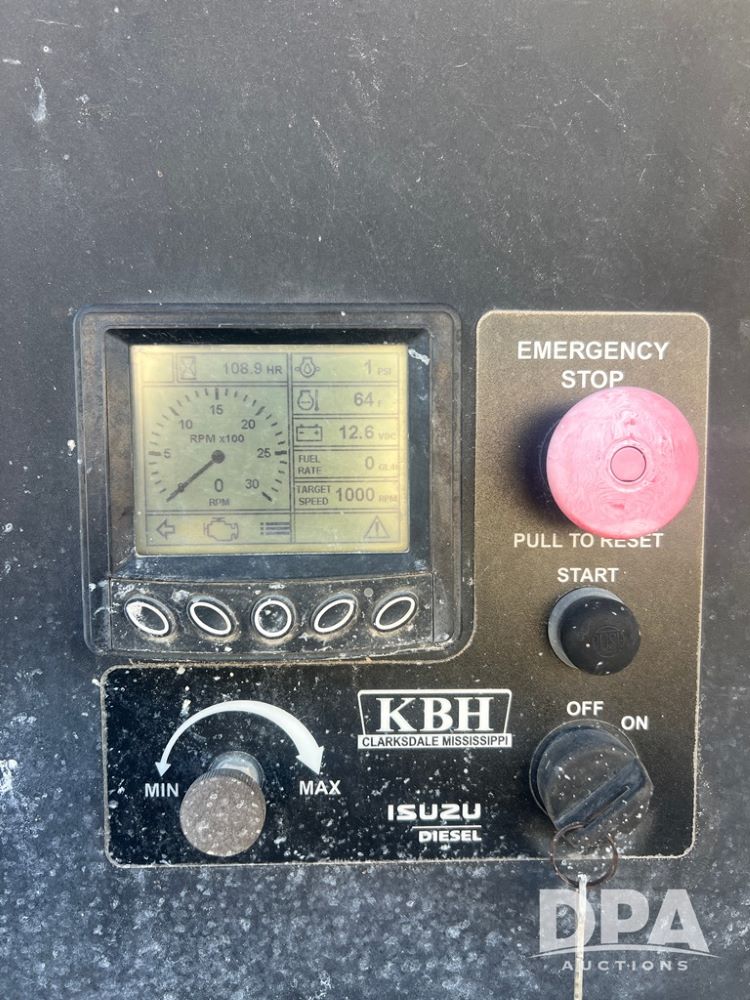 108.9 HR
1 PSI
64 F
12.6 VDC
FUEL
RATE
0
TARGET
SPEED
1000 RPM
0
5
10
15
20
25
30
RPM x100
0
RPM
EMERGENCY
STOP
PULL TO RESET
START
OFF
ON
KBH
CLARKSDALE MISSISSIPPI
MIN
MAX
ISUZU
DIESEL
DPA
AUCTIONS